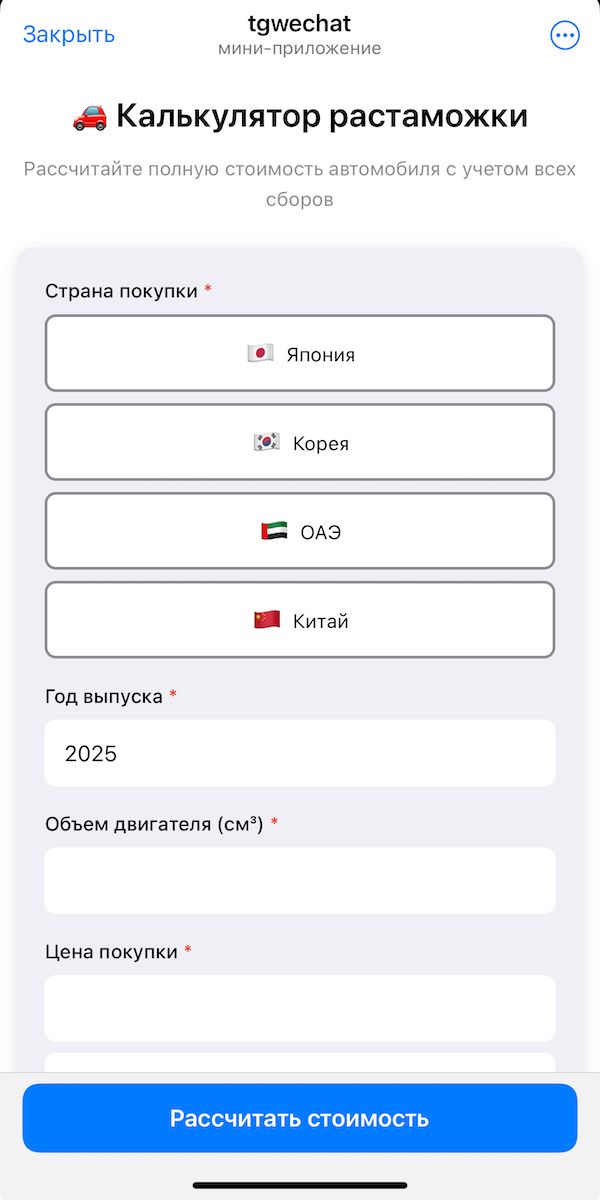 Закрыть
tgwechat
мини-приложение
🚗 Калькулятор растаможки
Рассчитайте полную стоимость автомобиля с учетом всех
сборов
Страна покупки *
🇯🇵 Япония
🇰🇷 Корея
🇦🇪 ОАЭ
🇨🇳 Китай
Год выпуска *
2025
Объем двигателя (см³) *
Цена покупки *
Рассчитать стоимость